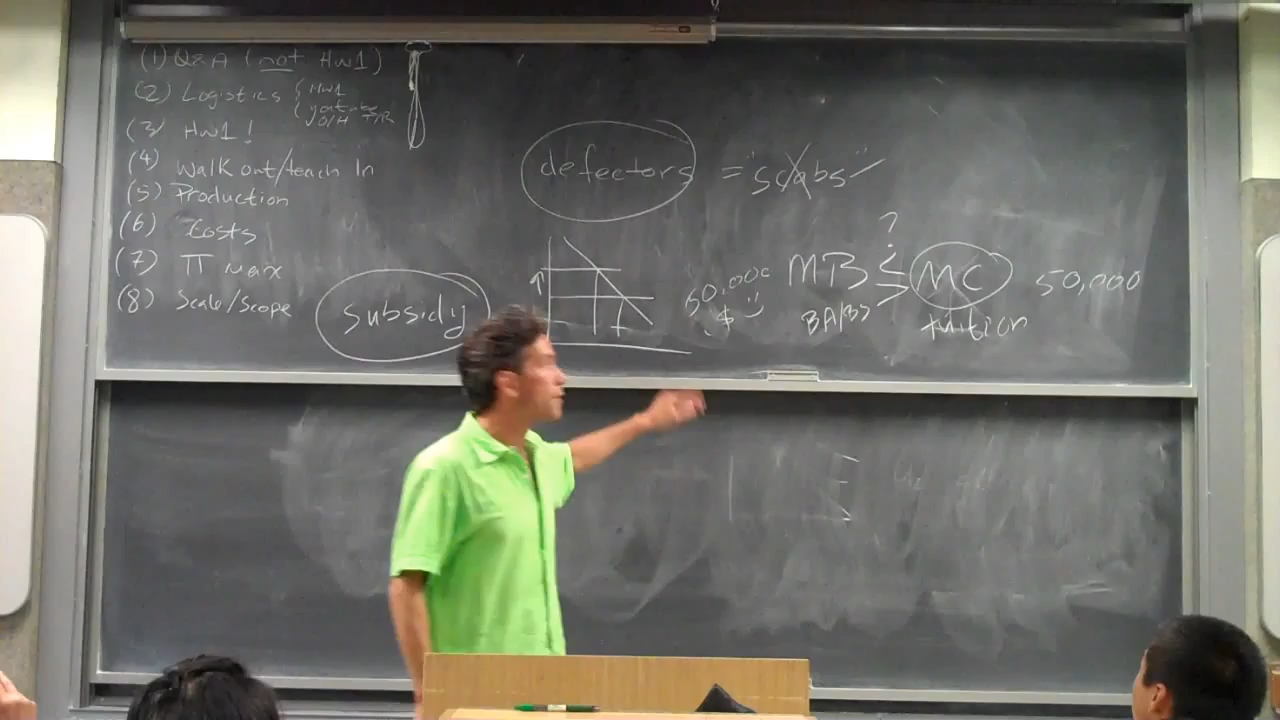 (1) Q&A (not HW1)
(2) Logistics { HW1
O/H
(3) HW1!
(4) Walk out/teach In
(5) Production
(6) Costs
(7) π max
(8) Scale/Scope
defectors = "scabs"
subsidy
50,000
$
MB
BA/BS
?
MC
tuition
50,000